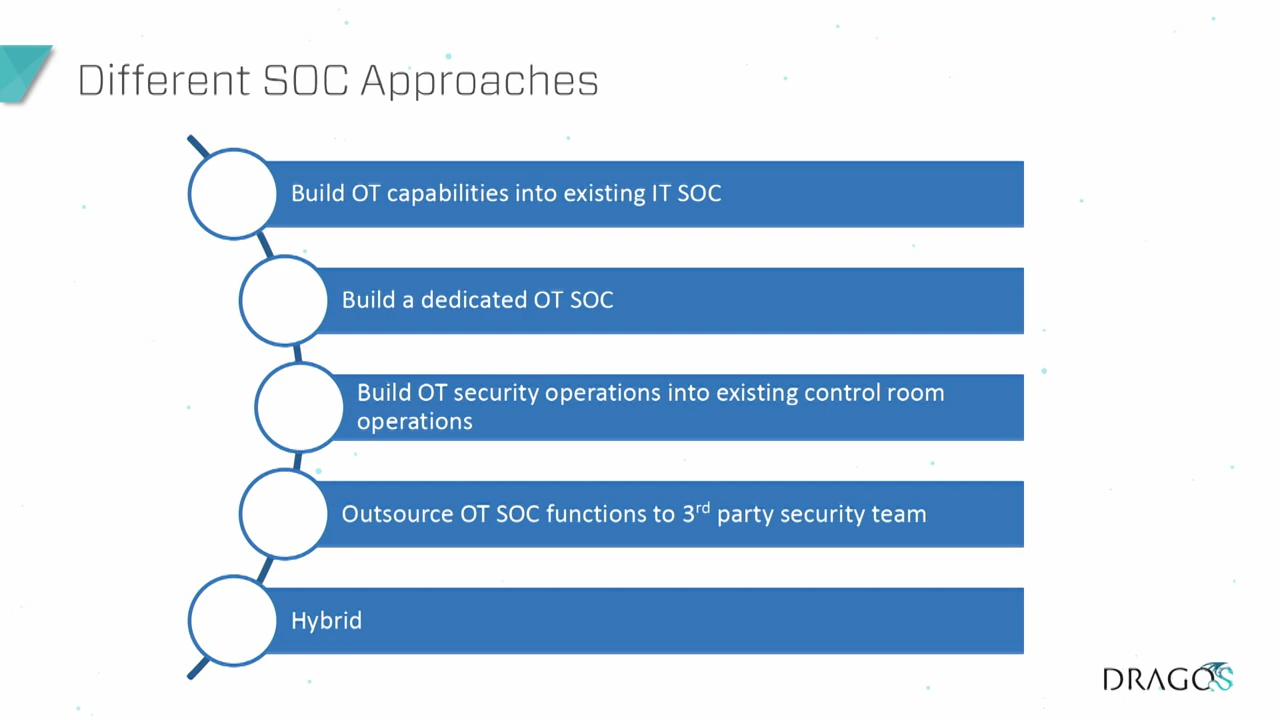 Different SOC Approaches
Build OT capabilities into existing IT SOC
Build a dedicated OT SOC
Build OT security operations into existing control room
operations
Outsource OT SOC functions to 3rd party security team
Hybrid
DRAGOS